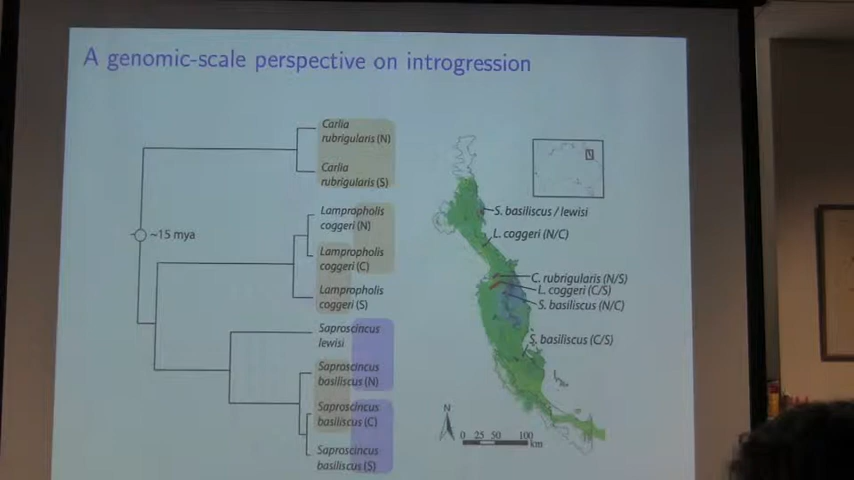 A genomic-scale perspective on introgression
Carlia
rubrigularis (N)
Carlia
rubrigularis (S)
Lampropholis
coggeri (N)
~15 mya
Lampropholis
coggeri (C)
Lampropholis
coggeri (S)
Saproscincus
lewisi
Saproscincus
basiliscus (N)
Saproscincus
basiliscus (C)
Saproscincus
basiliscus (S)
S. basiliscus / lewisi
L. coggeri (N/C)
C. rubrigularis (N/S)
L. coggeri (C/S)
S. basiliscus (N/C)
S. basiliscus (C/S)
N
0 25 50 100
km